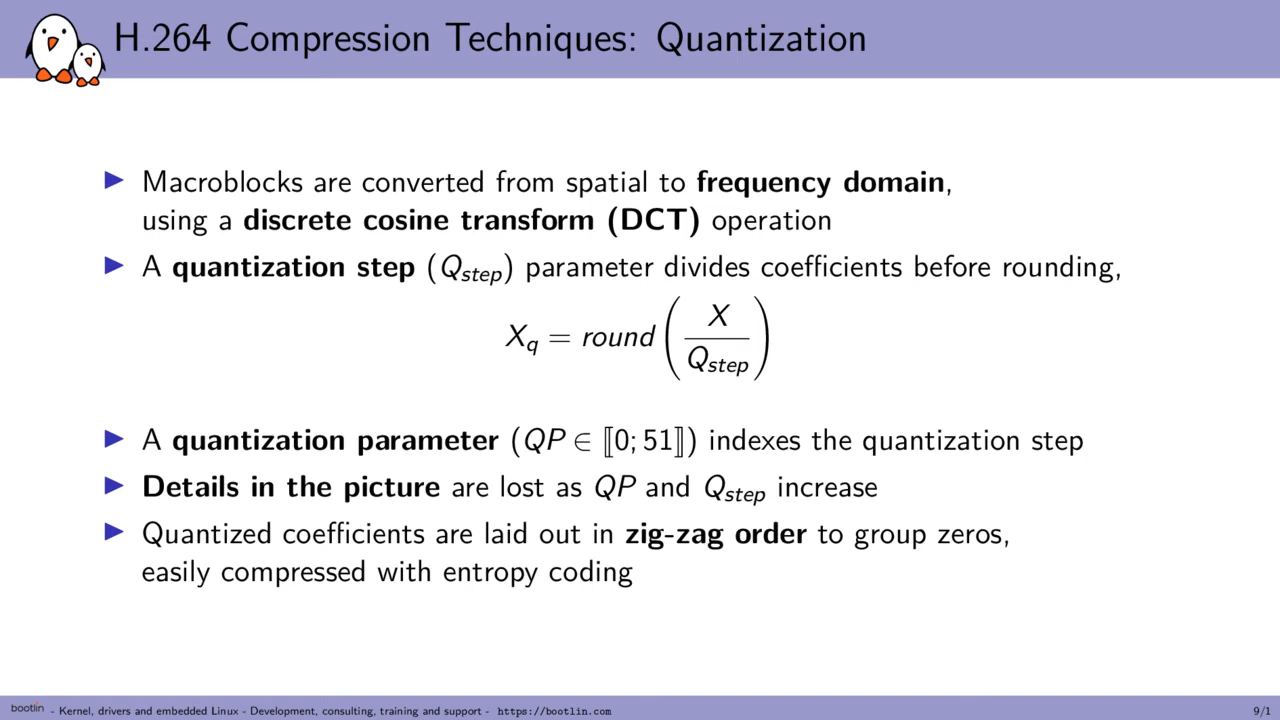 H.264 Compression Techniques: Quantization
▶ Macroblocks are converted from spatial to frequency domain,
using a discrete cosine transform (DCT) operation
▶ A quantization step (Q_step) parameter divides coefficients before rounding,
X_q = round(X / Q_step)
▶ A quantization parameter (QP ∈ ⟦0; 51⟧) indexes the quantization step
▶ Details in the picture are lost as QP and Q_step increase
▶ Quantized coefficients are laid out in zig-zag order to group zeros,
easily compressed with entropy coding
bootlin - Kernel, drivers and embedded Linux - Development, consulting, training and support - https://bootlin.com 9/1